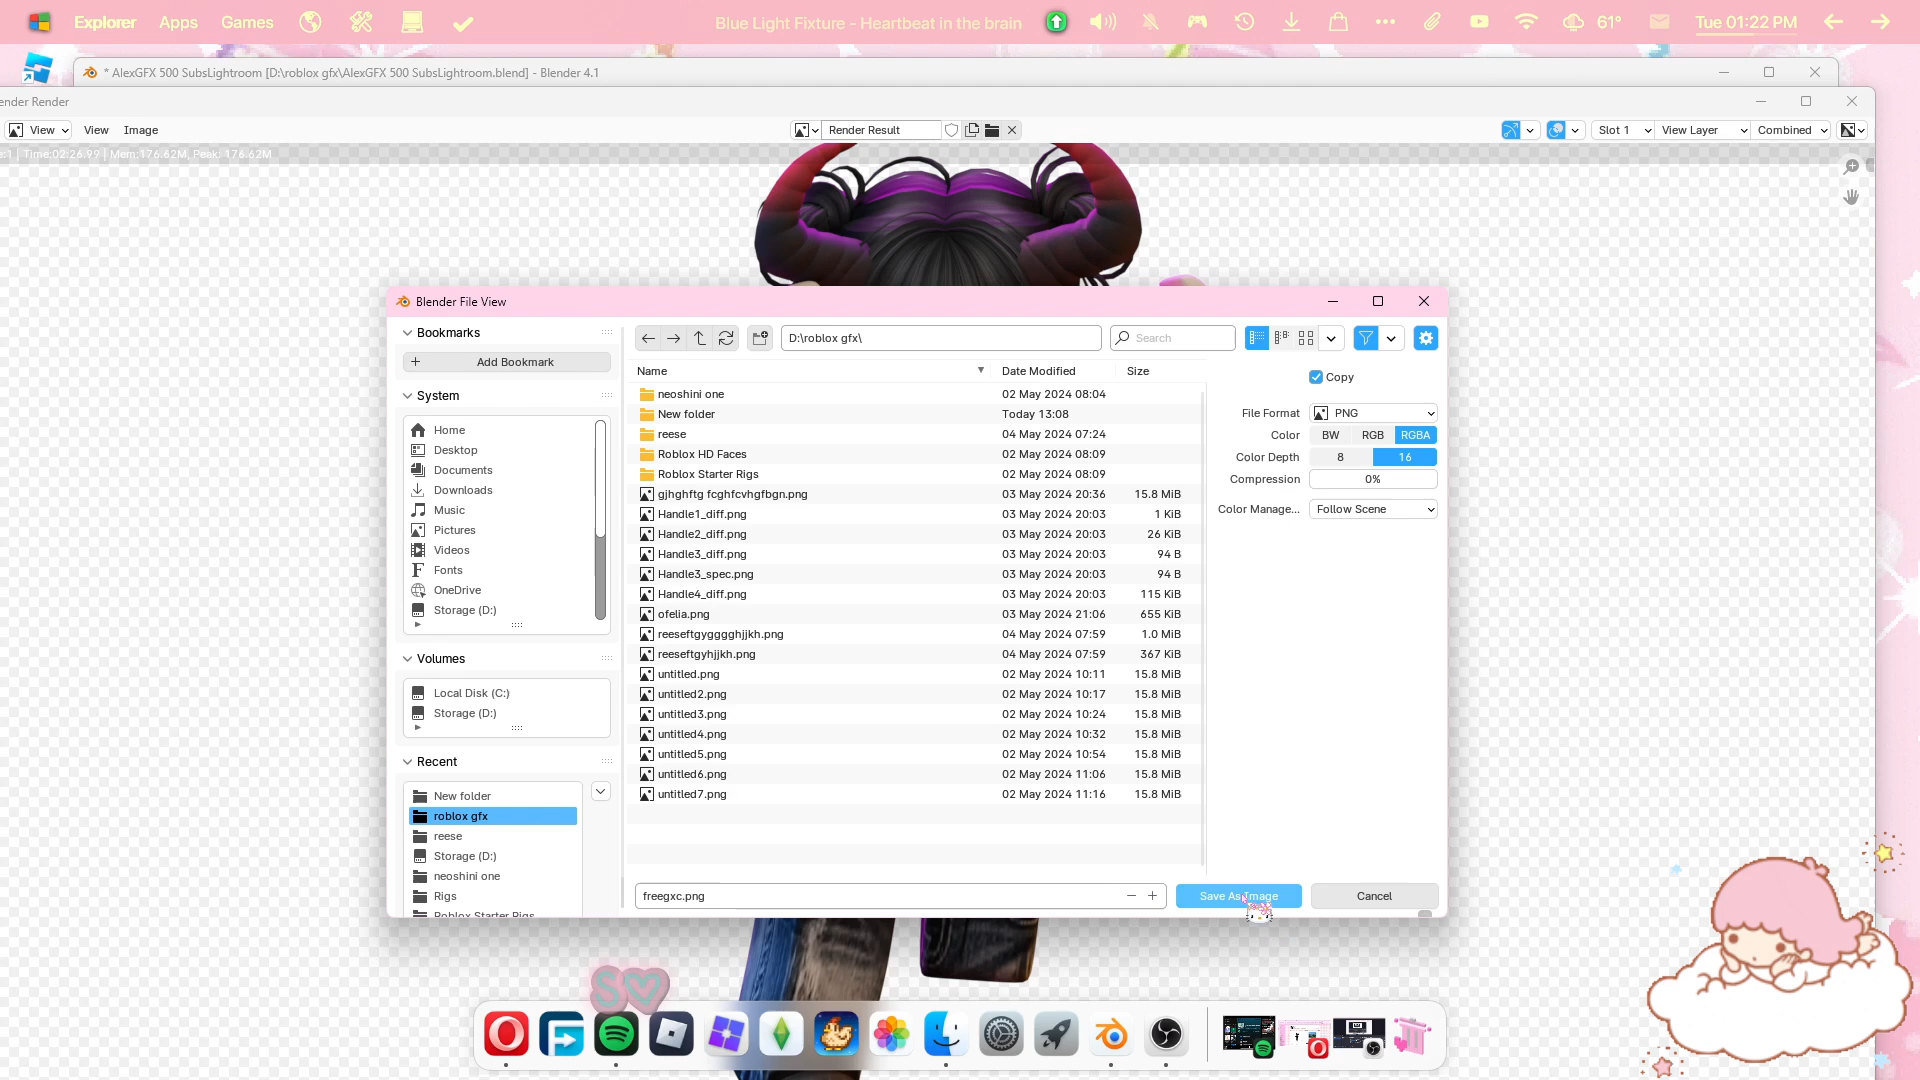 Explorer Apps Games
Blue Light Fixture - Heartbeat in the brain
61°
Tue 01:22 PM
* AlexGFX 500 SubsLightroom [D:\roblox gfx\AlexGFX 500 SubsLightroom.blend] - Blender 4.1
ender Render
View View Image
Render Result
Slot 1 View Layer Combined
:1 | Time:02:26.99 | Mem:176.62M, Peak: 176.62M
Blender File View
Bookmarks
Add Bookmark
System
Home
Desktop
Documents
Downloads
Music
Pictures
Videos
Fonts
OneDrive
Storage (D:)
Volumes
Local Disk (C:)
Storage (D:)
Recent
New folder
roblox gfx
reese
Storage (D:)
neoshini one
Rigs
Roblox Starter Rigs
D:\roblox gfx\
Search
Name Date Modified Size
neoshini one 02 May 2024 08:04
New folder Today 13:08
reese 04 May 2024 07:24
Roblox HD Faces 02 May 2024 08:09
Roblox Starter Rigs 02 May 2024 08:09
gjhghftg fcghfcvhgfbgn.png 03 May 2024 20:36 15.8 MiB
Handle1_diff.png 03 May 2024 20:03 1 KiB
Handle2_diff.png 03 May 2024 20:03 26 KiB
Handle3_diff.png 03 May 2024 20:03 94 B
Handle3_spec.png 03 May 2024 20:03 94 B
Handle4_diff.png 03 May 2024 20:03 115 KiB
ofelia.png 03 May 2024 21:06 655 KiB
reeseftgygggghjjkh.png 04 May 2024 07:59 1.0 MiB
reeseftgyhjjkh.png 04 May 2024 07:59 367 KiB
untitled.png 02 May 2024 10:11 15.8 MiB
untitled2.png 02 May 2024 10:17 15.8 MiB
untitled3.png 02 May 2024 10:24 15.8 MiB
untitled4.png 02 May 2024 10:32 15.8 MiB
untitled5.png 02 May 2024 10:54 15.8 MiB
untitled6.png 02 May 2024 11:06 15.8 MiB
untitled7.png 02 May 2024 11:16 15.8 MiB
Copy
File Format PNG
Color BW RGB RGBA
Color Depth 8 16
Compression 0%
Color Manage... Follow Scene
freegxc.png
Save As Image
Cancel
S